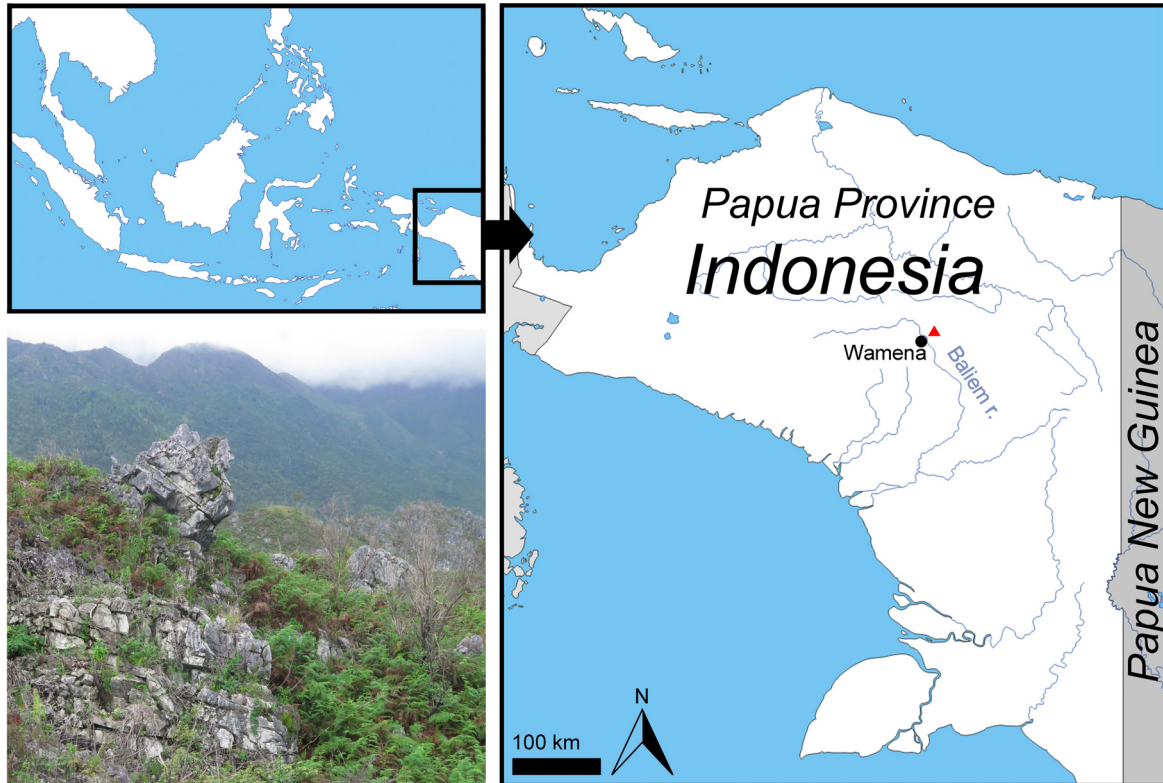 Papua Province
Indonesia
Wamena
Baliem r.
Papua New Guinea
N
100 km